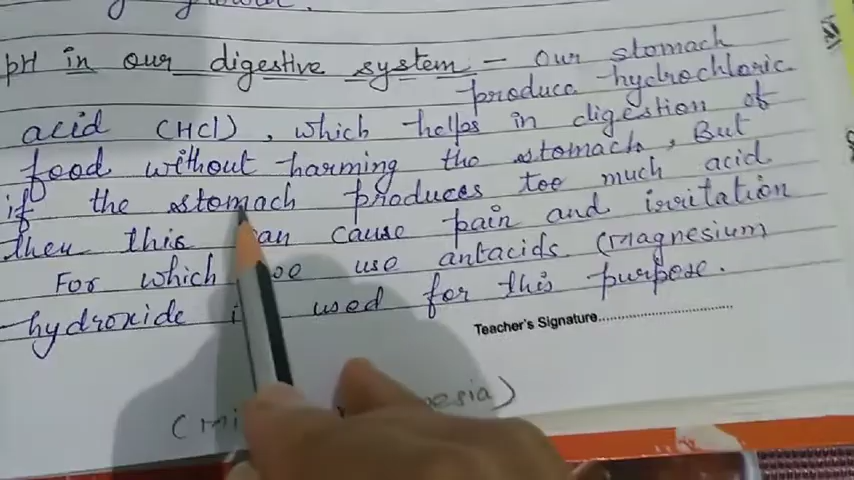 pH in our digestive system - Our stomach
produce hydrochloric
acid (HCl), which helps in digestion of
food without harming the stomach, But
if the stomach produces too much acid
then this can cause pain and irritation
For which we use antacids (Magnesium
hydroxide is used for this purpose.
Teacher's Signature